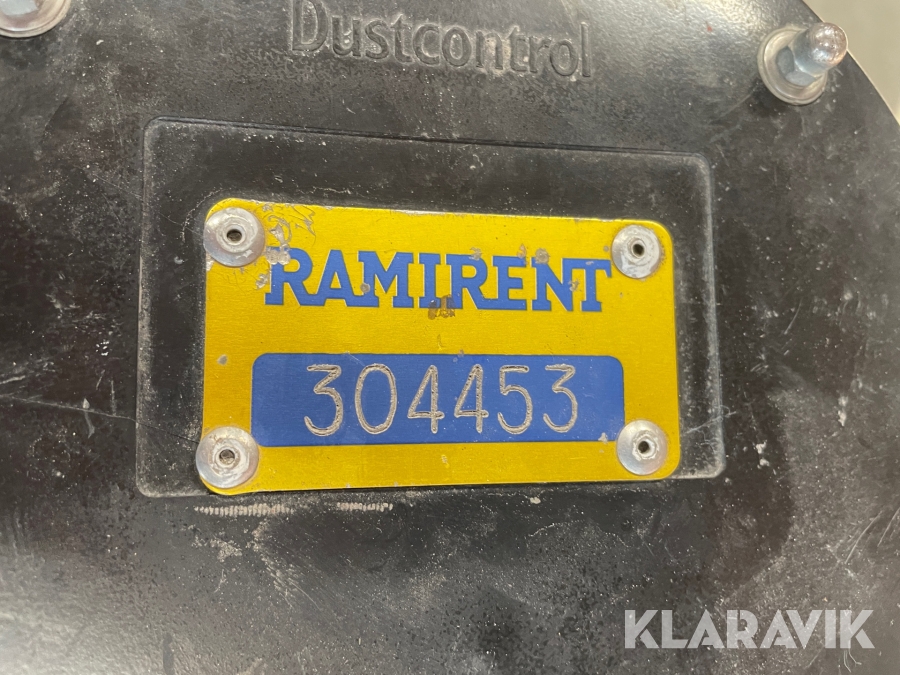 Dustcontrol
RAMIRENT
304453
KLARAVIK